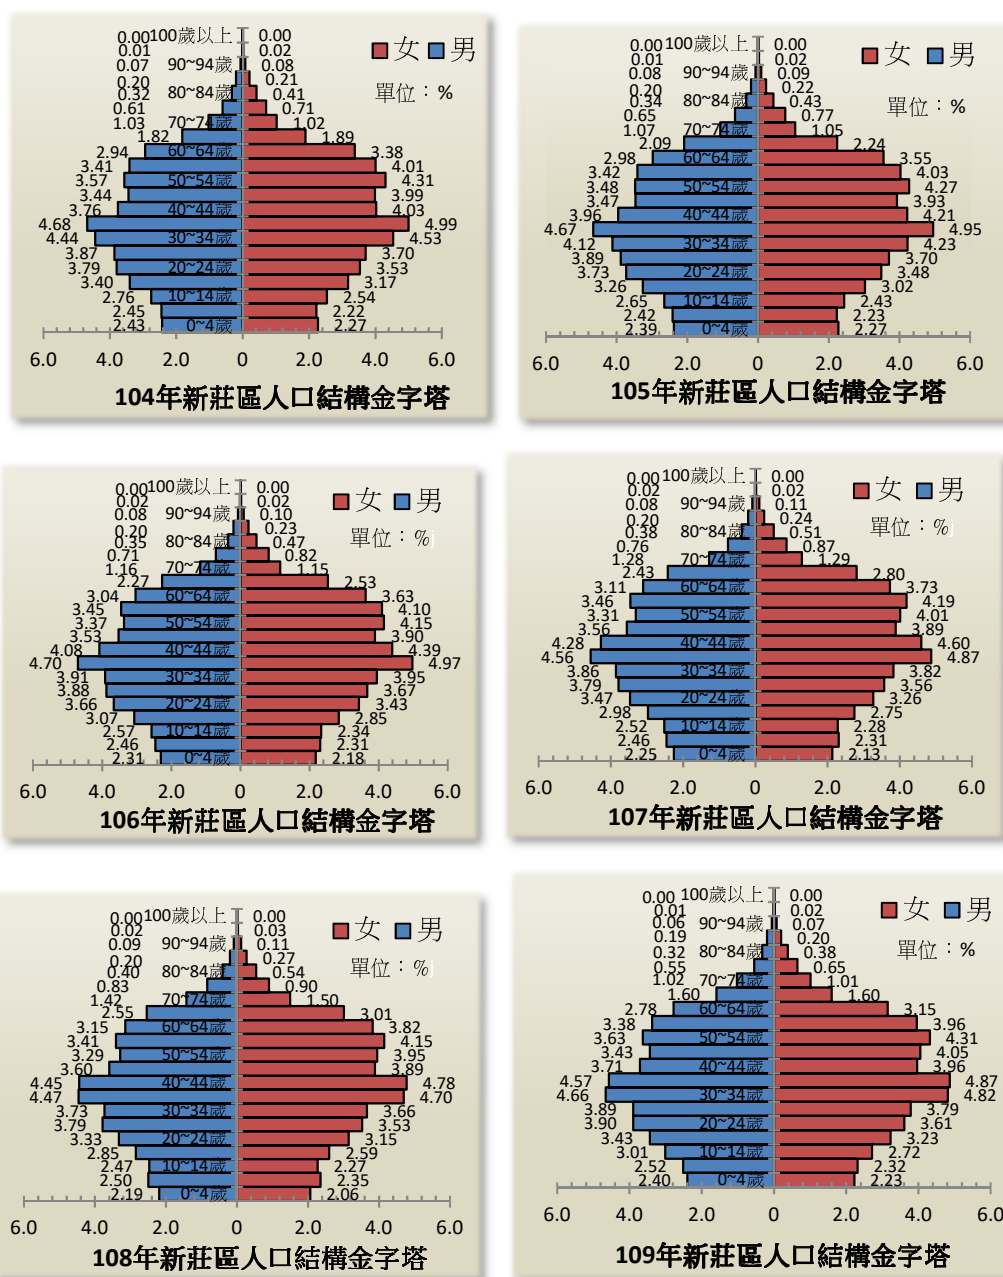 0.00 100歲以上 0.00
0.01 0.02
0.07 90~94歲 0.08
0.20 0.21
0.32 80~84歲 0.41
0.61 0.71
1.03 70~74歲 1.02
1.82 1.89
2.94 60~64歲 3.38
3.41 4.01
3.57 50~54歲 4.31
3.44 3.99
3.76 40~44歲 4.03
4.68 4.99
4.44 30~34歲 4.53
3.87 3.70
3.79 20~24歲 3.53
3.40 3.17
2.76 10~14歲 2.54
2.45 2.22
2.43 0~4歲 2.27
女 男
單位：%
6.0 4.0 2.0 0 2.0 4.0 6.0
104年新莊區人口結構金字塔
0.00 100歲以上 0.00
0.01 0.02
0.08 90~94歲 0.09
0.20 0.22
0.34 80~84歲 0.43
0.65 0.77
1.07 70~74歲 1.05
2.09 2.24
2.98 60~64歲 3.55
3.42 4.03
3.48 50~54歲 4.27
3.47 3.93
3.96 40~44歲 4.21
4.67 4.95
4.12 30~34歲 4.23
3.89 3.70
3.73 20~24歲 3.48
3.26 3.02
2.65 10~14歲 2.43
2.42 2.23
2.39 0~4歲 2.27
女 男
單位：%
6.0 4.0 2.0 0 2.0 4.0 6.0
105年新莊區人口結構金字塔
0.00 100歲以上 0.00
0.02 0.02
0.08 90~94歲 0.10
0.20 0.23
0.35 80~84歲 0.47
0.71 0.82
1.16 70~74歲 1.15
2.27 2.53
3.04 60~64歲 3.63
3.45 4.10
3.37 50~54歲 4.15
3.53 3.90
4.08 40~44歲 4.39
4.70 4.97
3.91 30~34歲 3.95
3.88 3.67
3.66 20~24歲 3.43
3.07 2.85
2.57 10~14歲 2.34
2.46 2.31
2.31 0~4歲 2.18
女 男
單位：%
6.0 4.0 2.0 0 2.0 4.0 6.0
106年新莊區人口結構金字塔
0.00 100歲以上 0.00
0.02 0.02
0.08 90~94歲 0.11
0.20 0.24
0.38 80~84歲 0.51
0.76 0.87
1.28 70~74歲 1.29
2.43 2.80
3.11 60~64歲 3.73
3.46 4.19
3.31 50~54歲 4.01
3.56 3.89
4.28 40~44歲 4.60
4.56 4.87
3.86 30~34歲 3.82
3.79 3.56
3.47 20~24歲 3.26
2.98 2.75
2.52 10~14歲 2.28
2.46 2.31
2.25 0~4歲 2.13
女 男
單位：%
6.0 4.0 2.0 0 2.0 4.0 6.0
107年新莊區人口結構金字塔
0.00 100歲以上 0.00
0.02 0.03
0.09 90~94歲 0.11
0.20 0.27
0.40 80~84歲 0.54
0.83 0.90
1.42 70~74歲 1.50
2.55 3.01
3.15 60~64歲 3.82
3.41 4.15
3.29 50~54歲 3.95
3.60 3.89
4.45 40~44歲 4.78
4.47 4.70
3.73 30~34歲 3.66
3.79 3.53
3.33 20~24歲 3.15
2.85 2.59
2.47 10~14歲 2.27
2.50 2.35
2.19 0~4歲 2.06
女 男
單位：%
6.0 4.0 2.0 0 2.0 4.0 6.0
108年新莊區人口結構金字塔
0.00 100歲以上 0.00
0.01 0.02
0.06 90~94歲 0.07
0.19 0.20
0.32 80~84歲 0.38
0.55 0.65
1.02 70~74歲 1.01
1.60 1.60
2.78 60~64歲 3.15
3.38 3.96
3.63 50~54歲 4.31
3.43 4.05
3.71 40~44歲 3.96
4.57 4.87
4.66 30~34歲 4.82
3.89 3.79
3.90 20~24歲 3.61
3.43 3.23
3.01 10~14歲 2.72
2.52 2.32
2.40 0~4歲 2.23
女 男
單位：%
6.0 4.0 2.0 0 2.0 4.0 6.0
109年新莊區人口結構金字塔